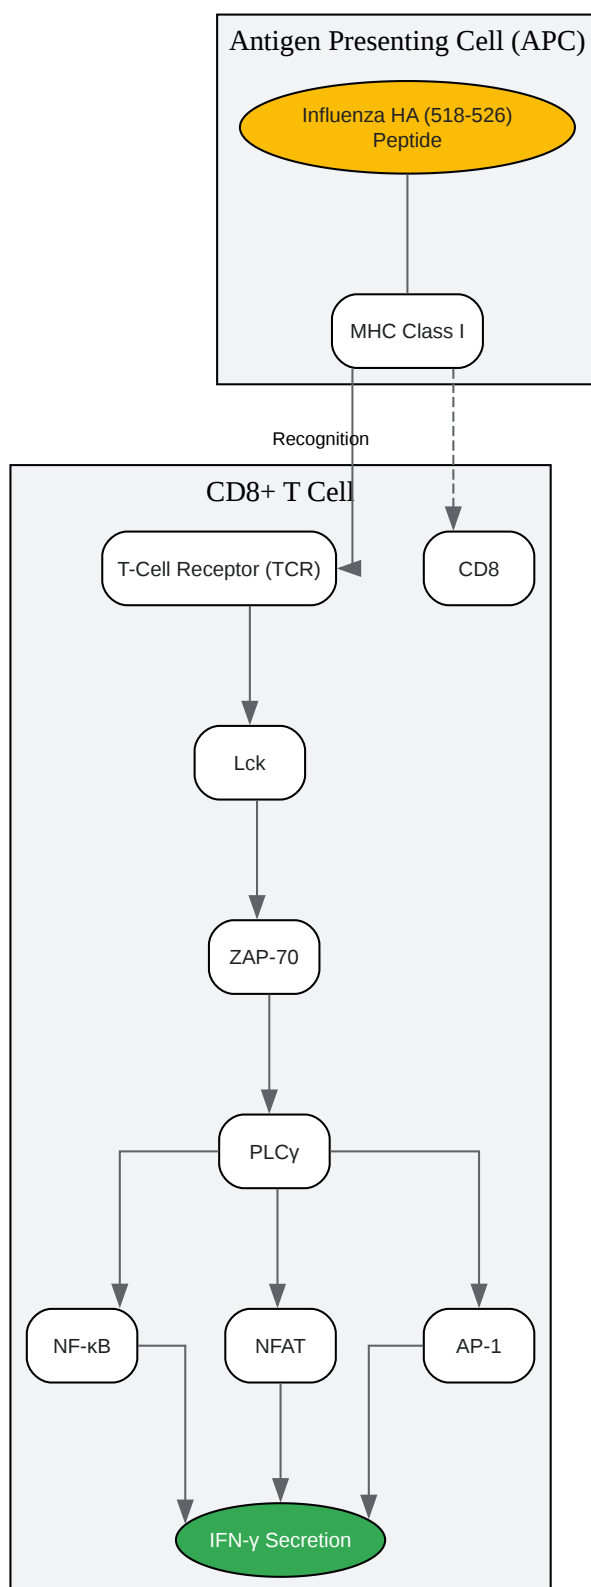 Antigen Presenting Cell (APC)
Influenza HA (518-526)
Peptide
MHC Class I
Recognition
CD8+ T Cell
T-Cell Receptor (TCR)
CD8
Lck
ZAP-70
PLCγ
NF-κB
NFAT
AP-1
IFN-γ Secretion